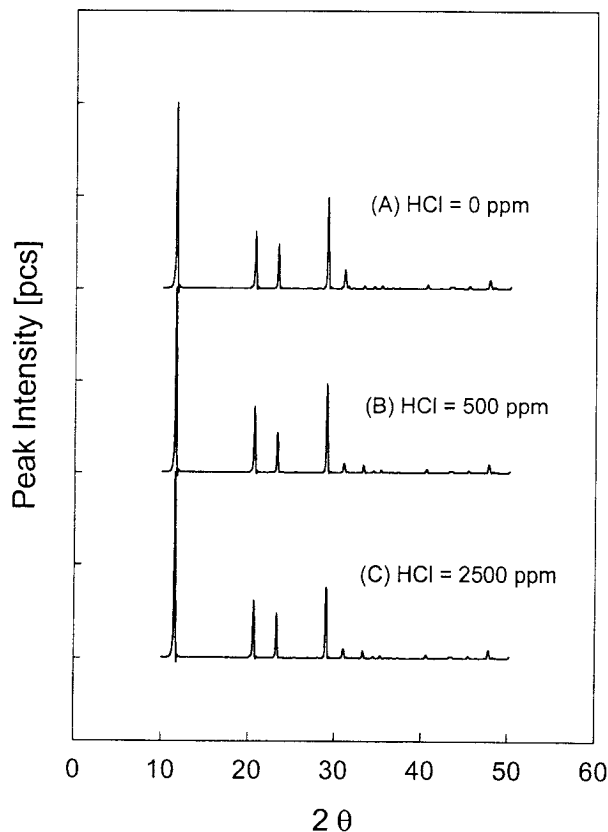 Peak Intensity [pcs]
(A) HCl = 0 ppm
(B) HCl = 500 ppm
(C) HCl = 2500 ppm
0 10 20 30 40 50 60
2 θ